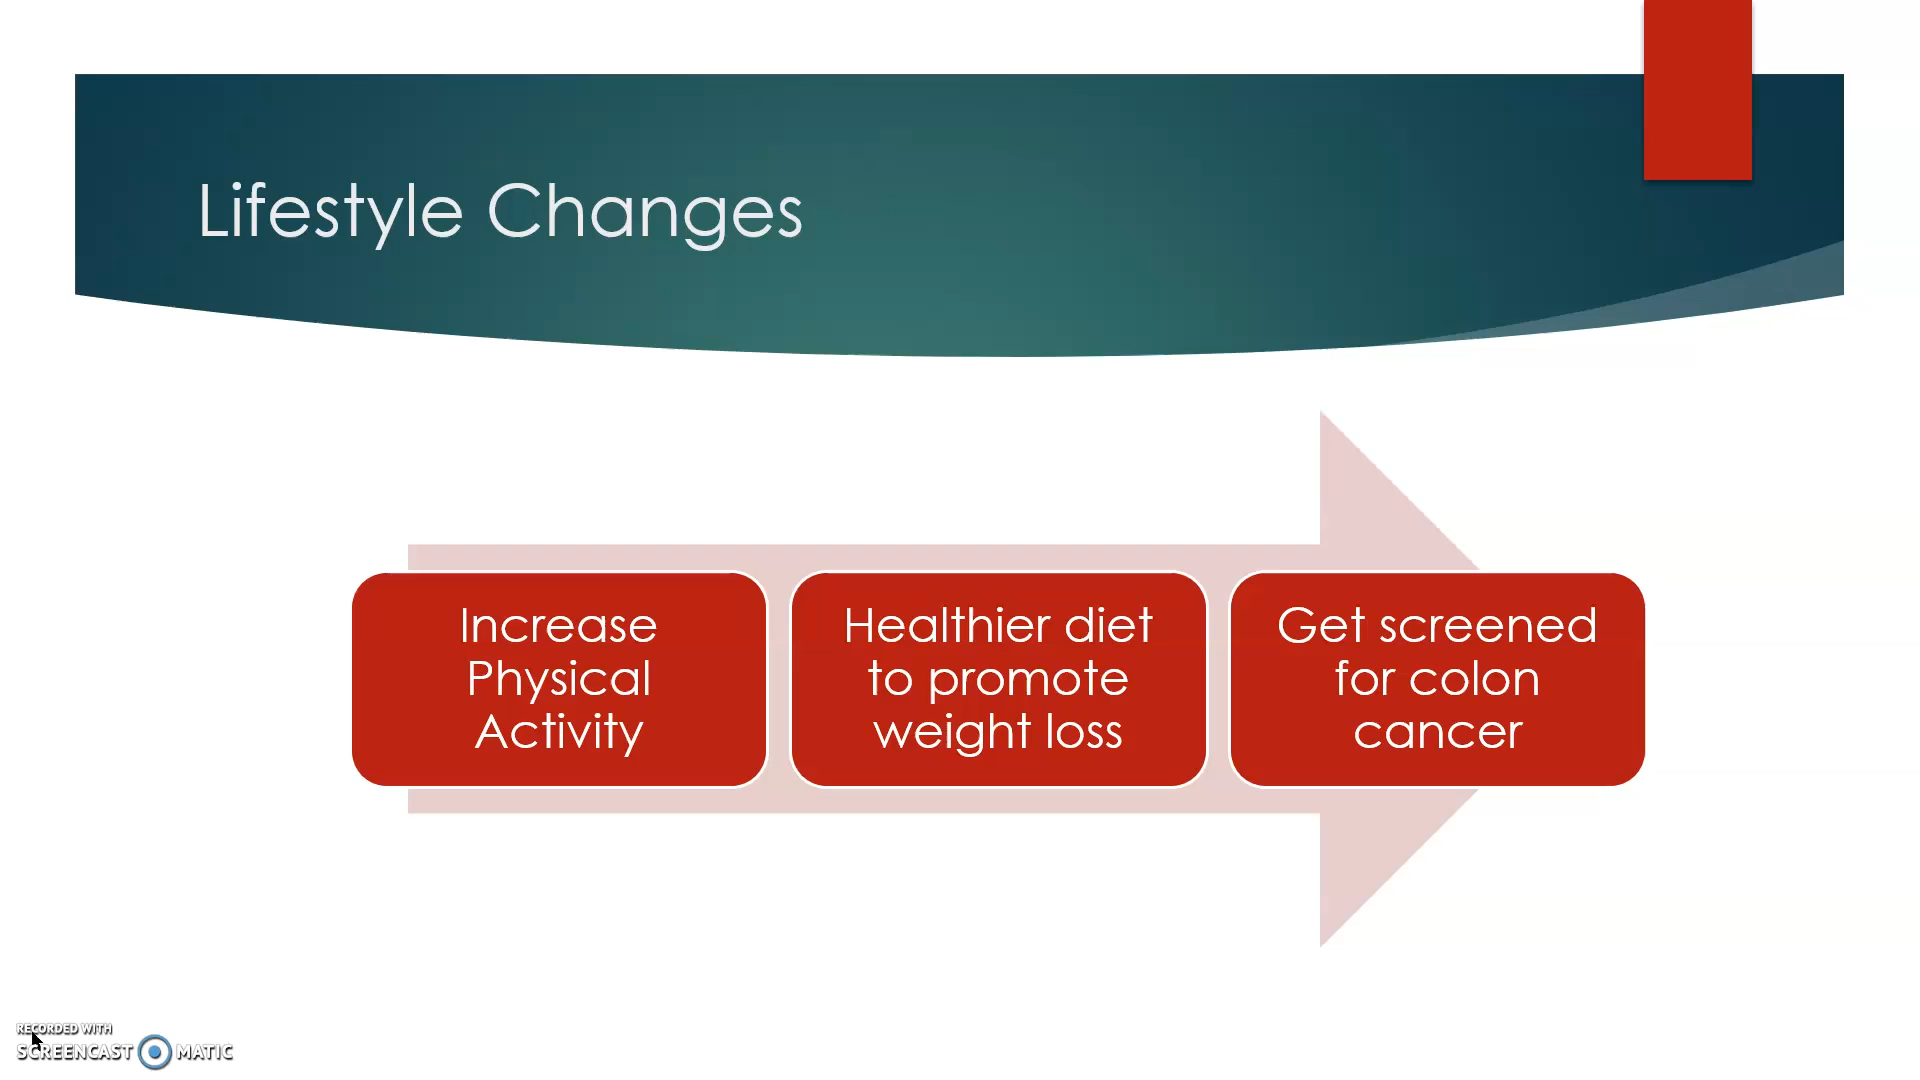 Lifestyle Changes
Increase
Physical
Activity
Healthier diet
to promote
weight loss
Get screened
for colon
cancer
RECORDED WITH
SCREENCAST MATIC